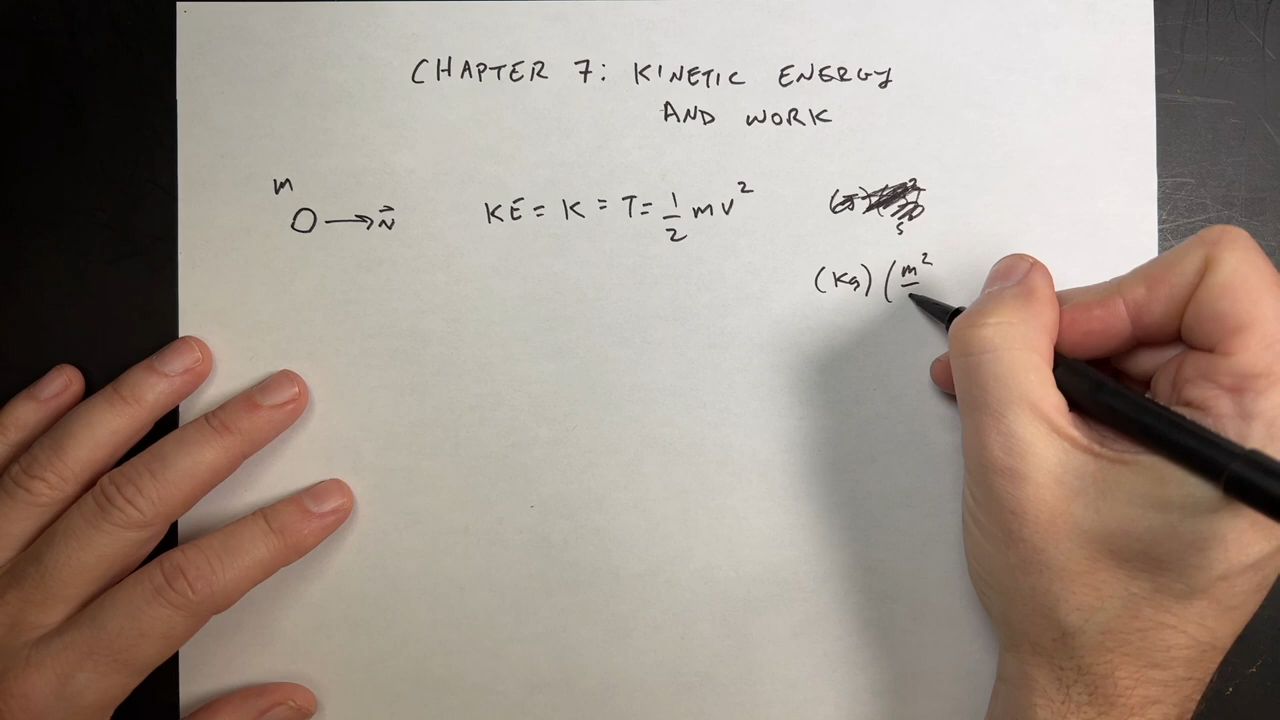 CHAPTER 7: KINETIC ENERGY
AND WORK
m
v⃗
KE = K = T = 1/2 mv²
(Kg) (m²